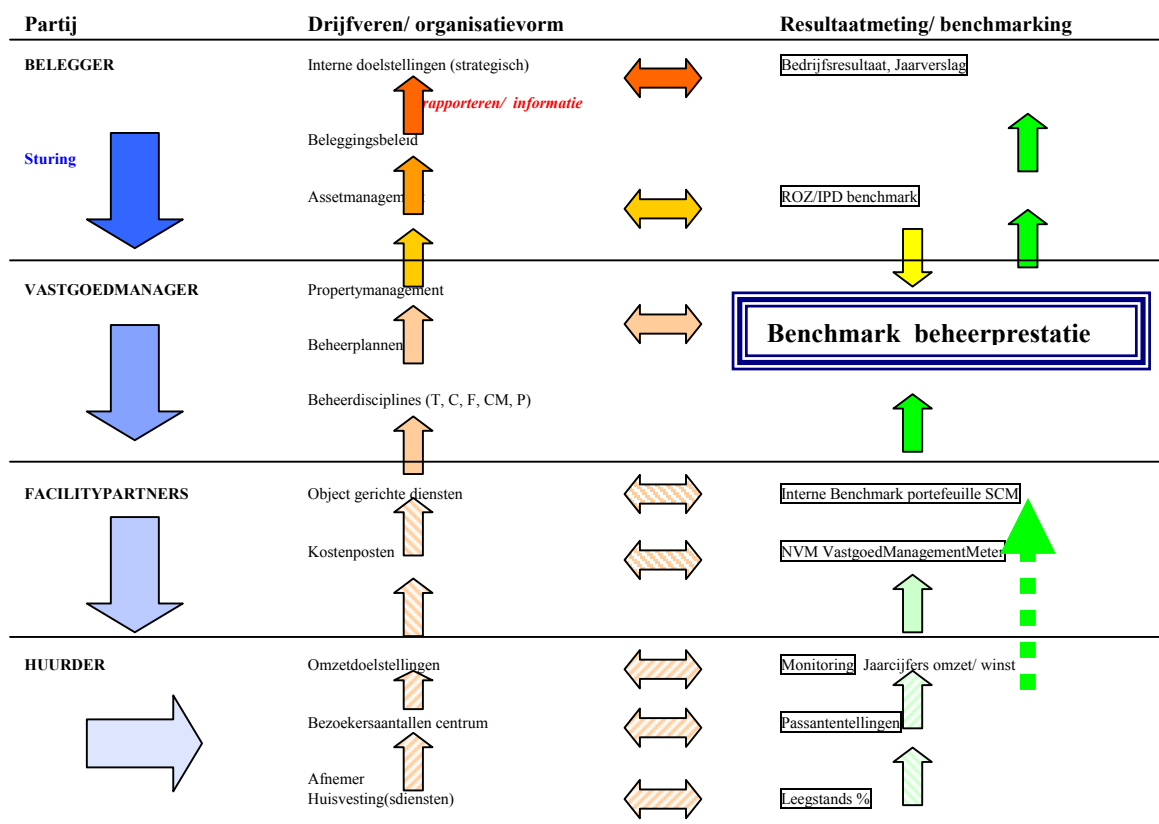 Partij Drijfveren/ organisatievorm Resultaatmeting/ benchmarking
BELEGGER Interne doelstellingen (strategisch) Bedrijfsresultaat, Jaarverslag
rapporteren/ informatie
Beleggingsbeleid
Sturing
Assetmanagement ROZ/IPD benchmark
VASTGOEDMANAGER Propertymanagement
Benchmark beheerprestatie
Beheerplannen
Beheerdisciplines (T, C, F, CM, P)
FACILITYPARTNERS Object gerichte diensten Interne Benchmark portefeuille SCM
Kostenposten NVM VastgoedManagementMeter
HUURDER Omzetdoelstellingen Monitoring Jaarcijfers omzet/ winst
Bezoekersaantallen centrum Passantentellingen
Afnemer
Huisvesting(sdiensten) Leegstands %